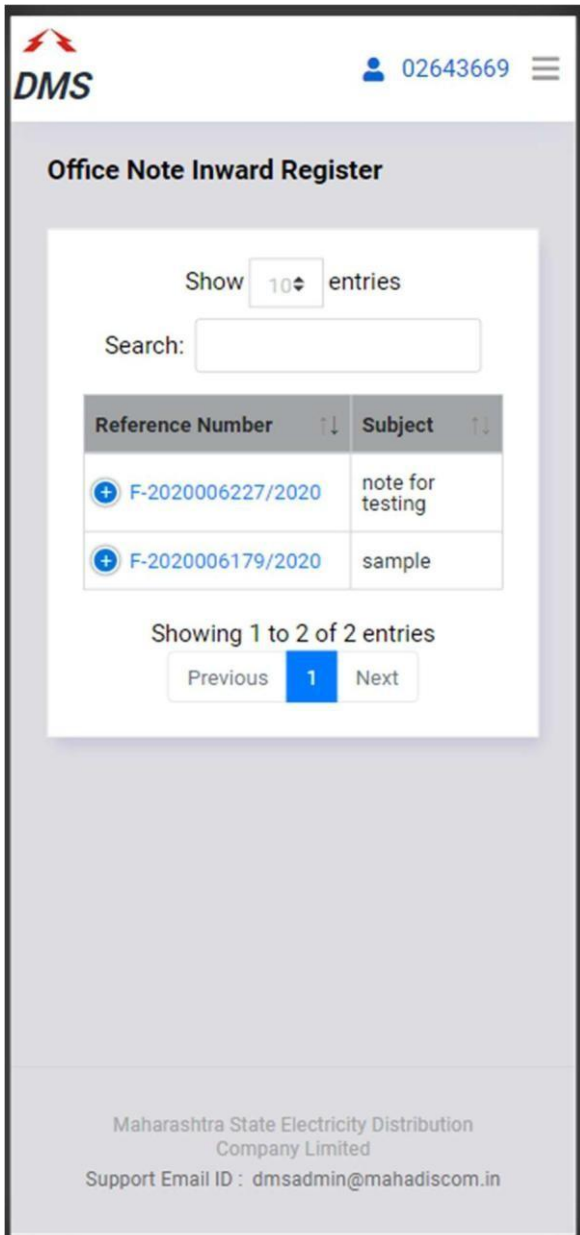 DMS
02643669
Office Note Inward Register
Show 10 entries
Search:
Reference Number Subject
F-2020006227/2020 note for
testing
F-2020006179/2020 sample
Showing 1 to 2 of 2 entries
Previous 1 Next
Maharashtra State Electricity Distribution
Company Limited
Support Email ID : dmsadmin@mahadiscom.in